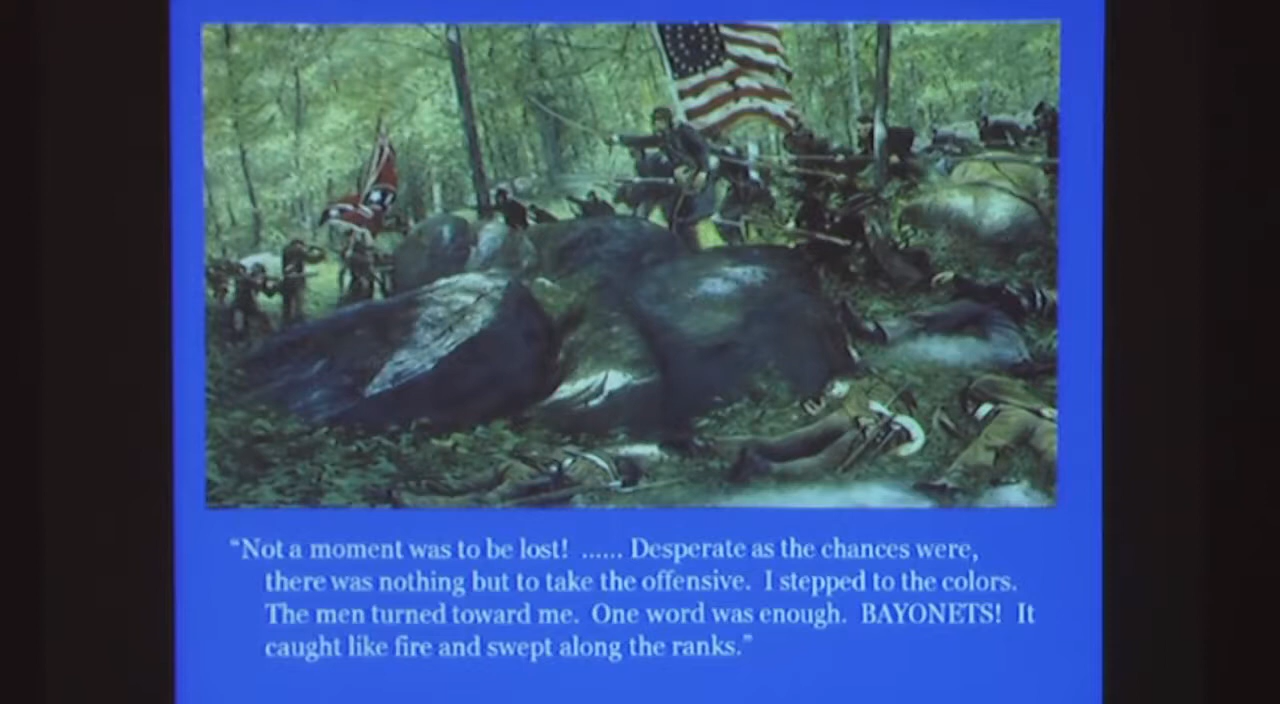 “Not a moment was to be lost! ...... Desperate as the chances were,
there was nothing but to take the offensive. I stepped to the colors.
The men turned toward me. One word was enough. BAYONETS! It
caught like fire and swept along the ranks.”